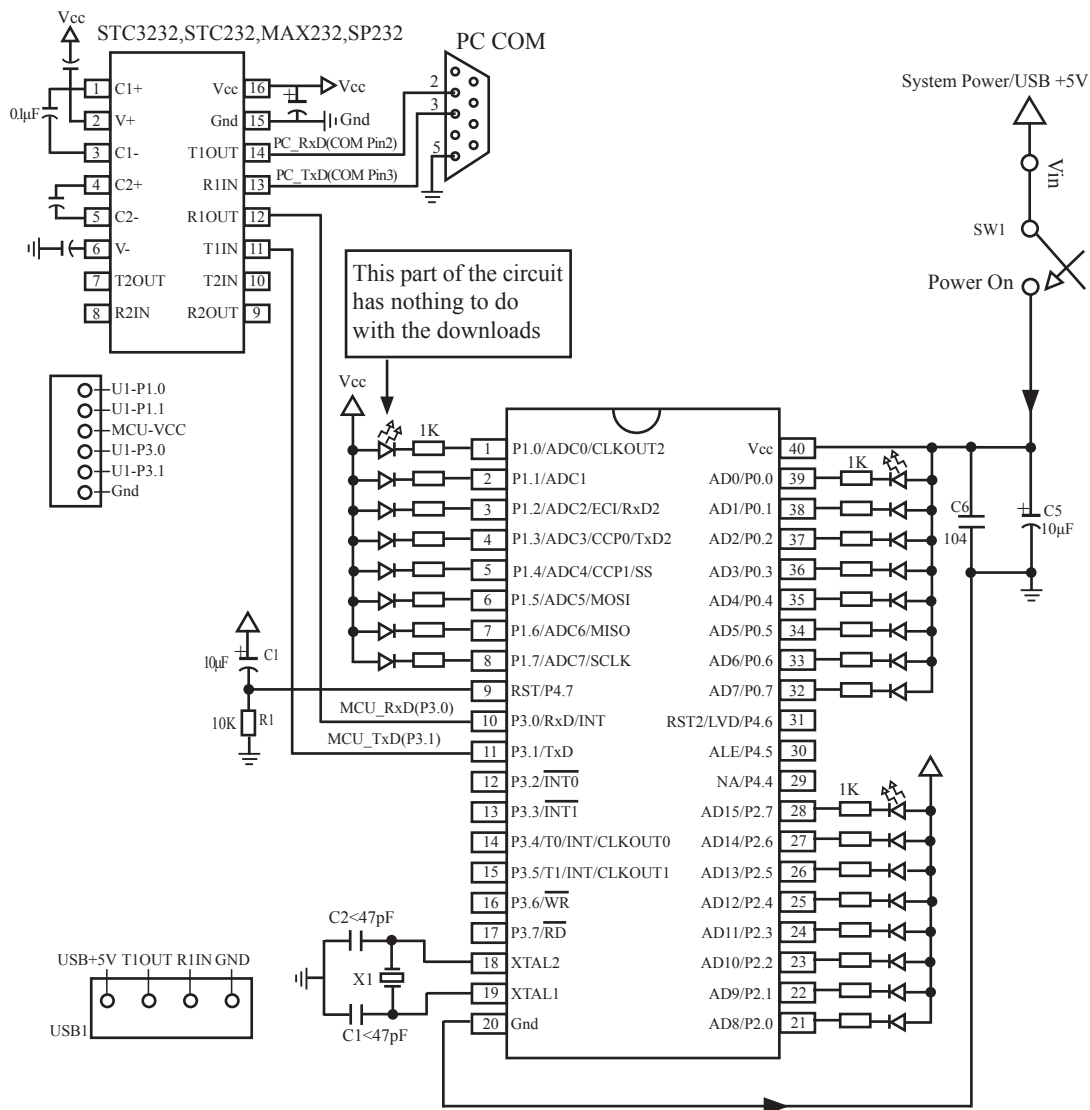 Vcc
STC3232,STC232,MAX232,SP232
PC COM
System Power/USB +5V
1 C1+ Vcc 16 Vcc
0.1µF
2 V+ Gnd 15 Gnd
3 C1- T1OUT 14 PC_RxD(COM Pin2)
4 C2+ R1IN 13 PC_TxD(COM Pin3)
5 C2- R1OUT 12
6 V- T1IN 11
7 T2OUT T2IN 10
8 R2IN R2OUT 9
2
3
5
Vin
SW1
Power On
This part of the circuit
has nothing to do
with the downloads
U1-P1.0
U1-P1.1
MCU-VCC
U1-P3.0
U1-P3.1
Gnd
Vcc
1K
1 P1.0/ADC0/CLKOUT2 Vcc 40
2 P1.1/ADC1 AD0/P0.0 39 1K
3 P1.2/ADC2/ECI/RxD2 AD1/P0.1 38
4 P1.3/ADC3/CCP0/TxD2 AD2/P0.2 37
5 P1.4/ADC4/CCP1/SS AD3/P0.3 36
6 P1.5/ADC5/MOSI AD4/P0.4 35
7 P1.6/ADC6/MISO AD5/P0.5 34
8 P1.7/ADC7/SCLK AD6/P0.6 33
9 RST/P4.7 AD7/P0.7 32
MCU_RxD(P3.0) 10 P3.0/RxD/INT RST2/LVD/P4.6 31
MCU_TxD(P3.1) 11 P3.1/TxD ALE/P4.5 30
12 P3.2/INT0 NA/P4.4 29
13 P3.3/INT1 AD15/P2.7 28 1K
14 P3.4/T0/INT/CLKOUT0 AD14/P2.6 27
15 P3.5/T1/INT/CLKOUT1 AD13/P2.5 26
16 P3.6/WR AD12/P2.4 25
17 P3.7/RD AD11/P2.3 24
18 XTAL2 AD10/P2.2 23
19 XTAL1 AD9/P2.1 22
20 Gnd AD8/P2.0 21
C6
104
C5
10µF
+
10µF
+
C1
10K
R1
C2<47pF
X1
C1<47pF
USB+5V T1OUT R1IN GND
USB1